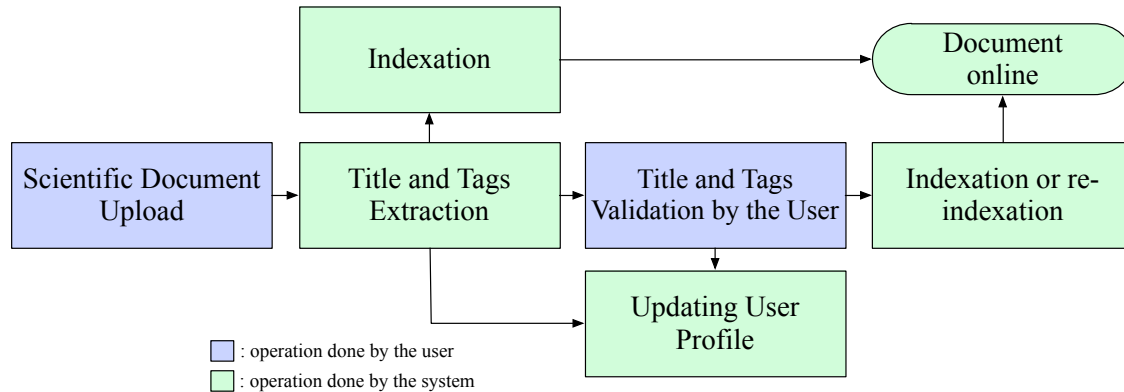 Indexation
Document
online
Scientific Document
Upload
Title and Tags
Extraction
Title and Tags
Validation by the User
Indexation or re-
indexation
Updating User
Profile
: operation done by the user
: operation done by the system